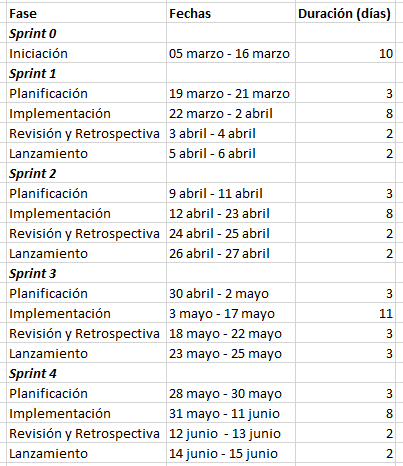 Fase Fechas Duración (días)
Sprint 0
Iniciación 05 marzo - 16 marzo 10
Sprint 1
Planificación 19 marzo - 21 marzo 3
Implementación 22 marzo - 2 abril 8
Revisión y Retrospectiva 3 abril - 4 abril 2
Lanzamiento 5 abril - 6 abril 2
Sprint 2
Planificación 9 abril - 11 abril 3
Implementación 12 abril - 23 abril 8
Revisión y Retrospectiva 24 abril - 25 abril 2
Lanzamiento 26 abril - 27 abril 2
Sprint 3
Planificación 30 abril - 2 mayo 3
Implementación 3 mayo - 17 mayo 11
Revisión y Retrospectiva 18 mayo - 22 mayo 3
Lanzamiento 23 mayo - 25 mayo 3
Sprint 4
Planificación 28 mayo - 30 mayo 3
Implementación 31 mayo - 11 junio 8
Revisión y Retrospectiva 12 junio - 13 junio 2
Lanzamiento 14 junio - 15 junio 2